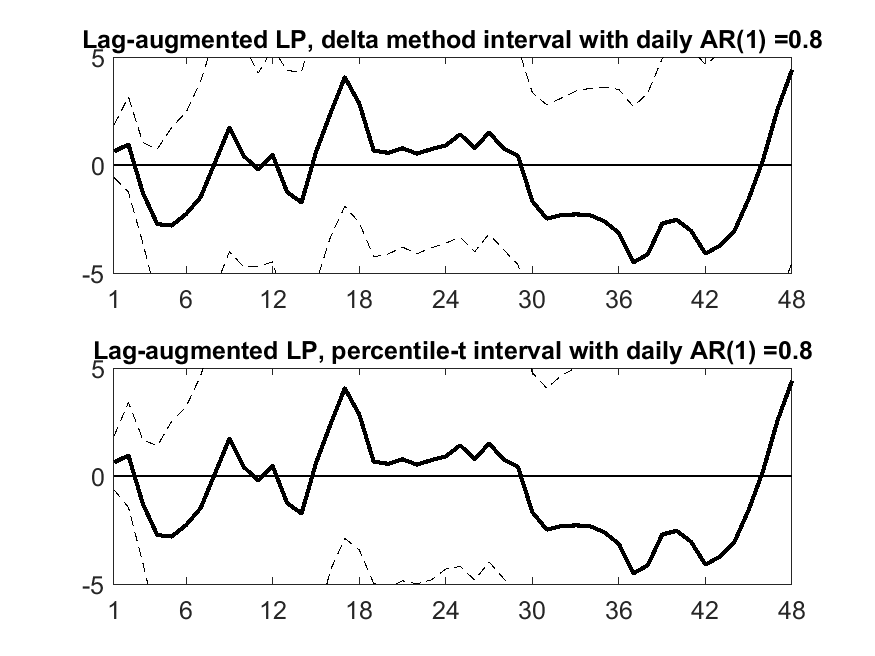 Lag-augmented LP, delta method interval with daily AR(1) =0.8
5
0
-5
1 6 12 18 24 30 36 42 48
Lag-augmented LP, percentile-t interval with daily AR(1) =0.8
5
0
-5
1 6 12 18 24 30 36 42 48